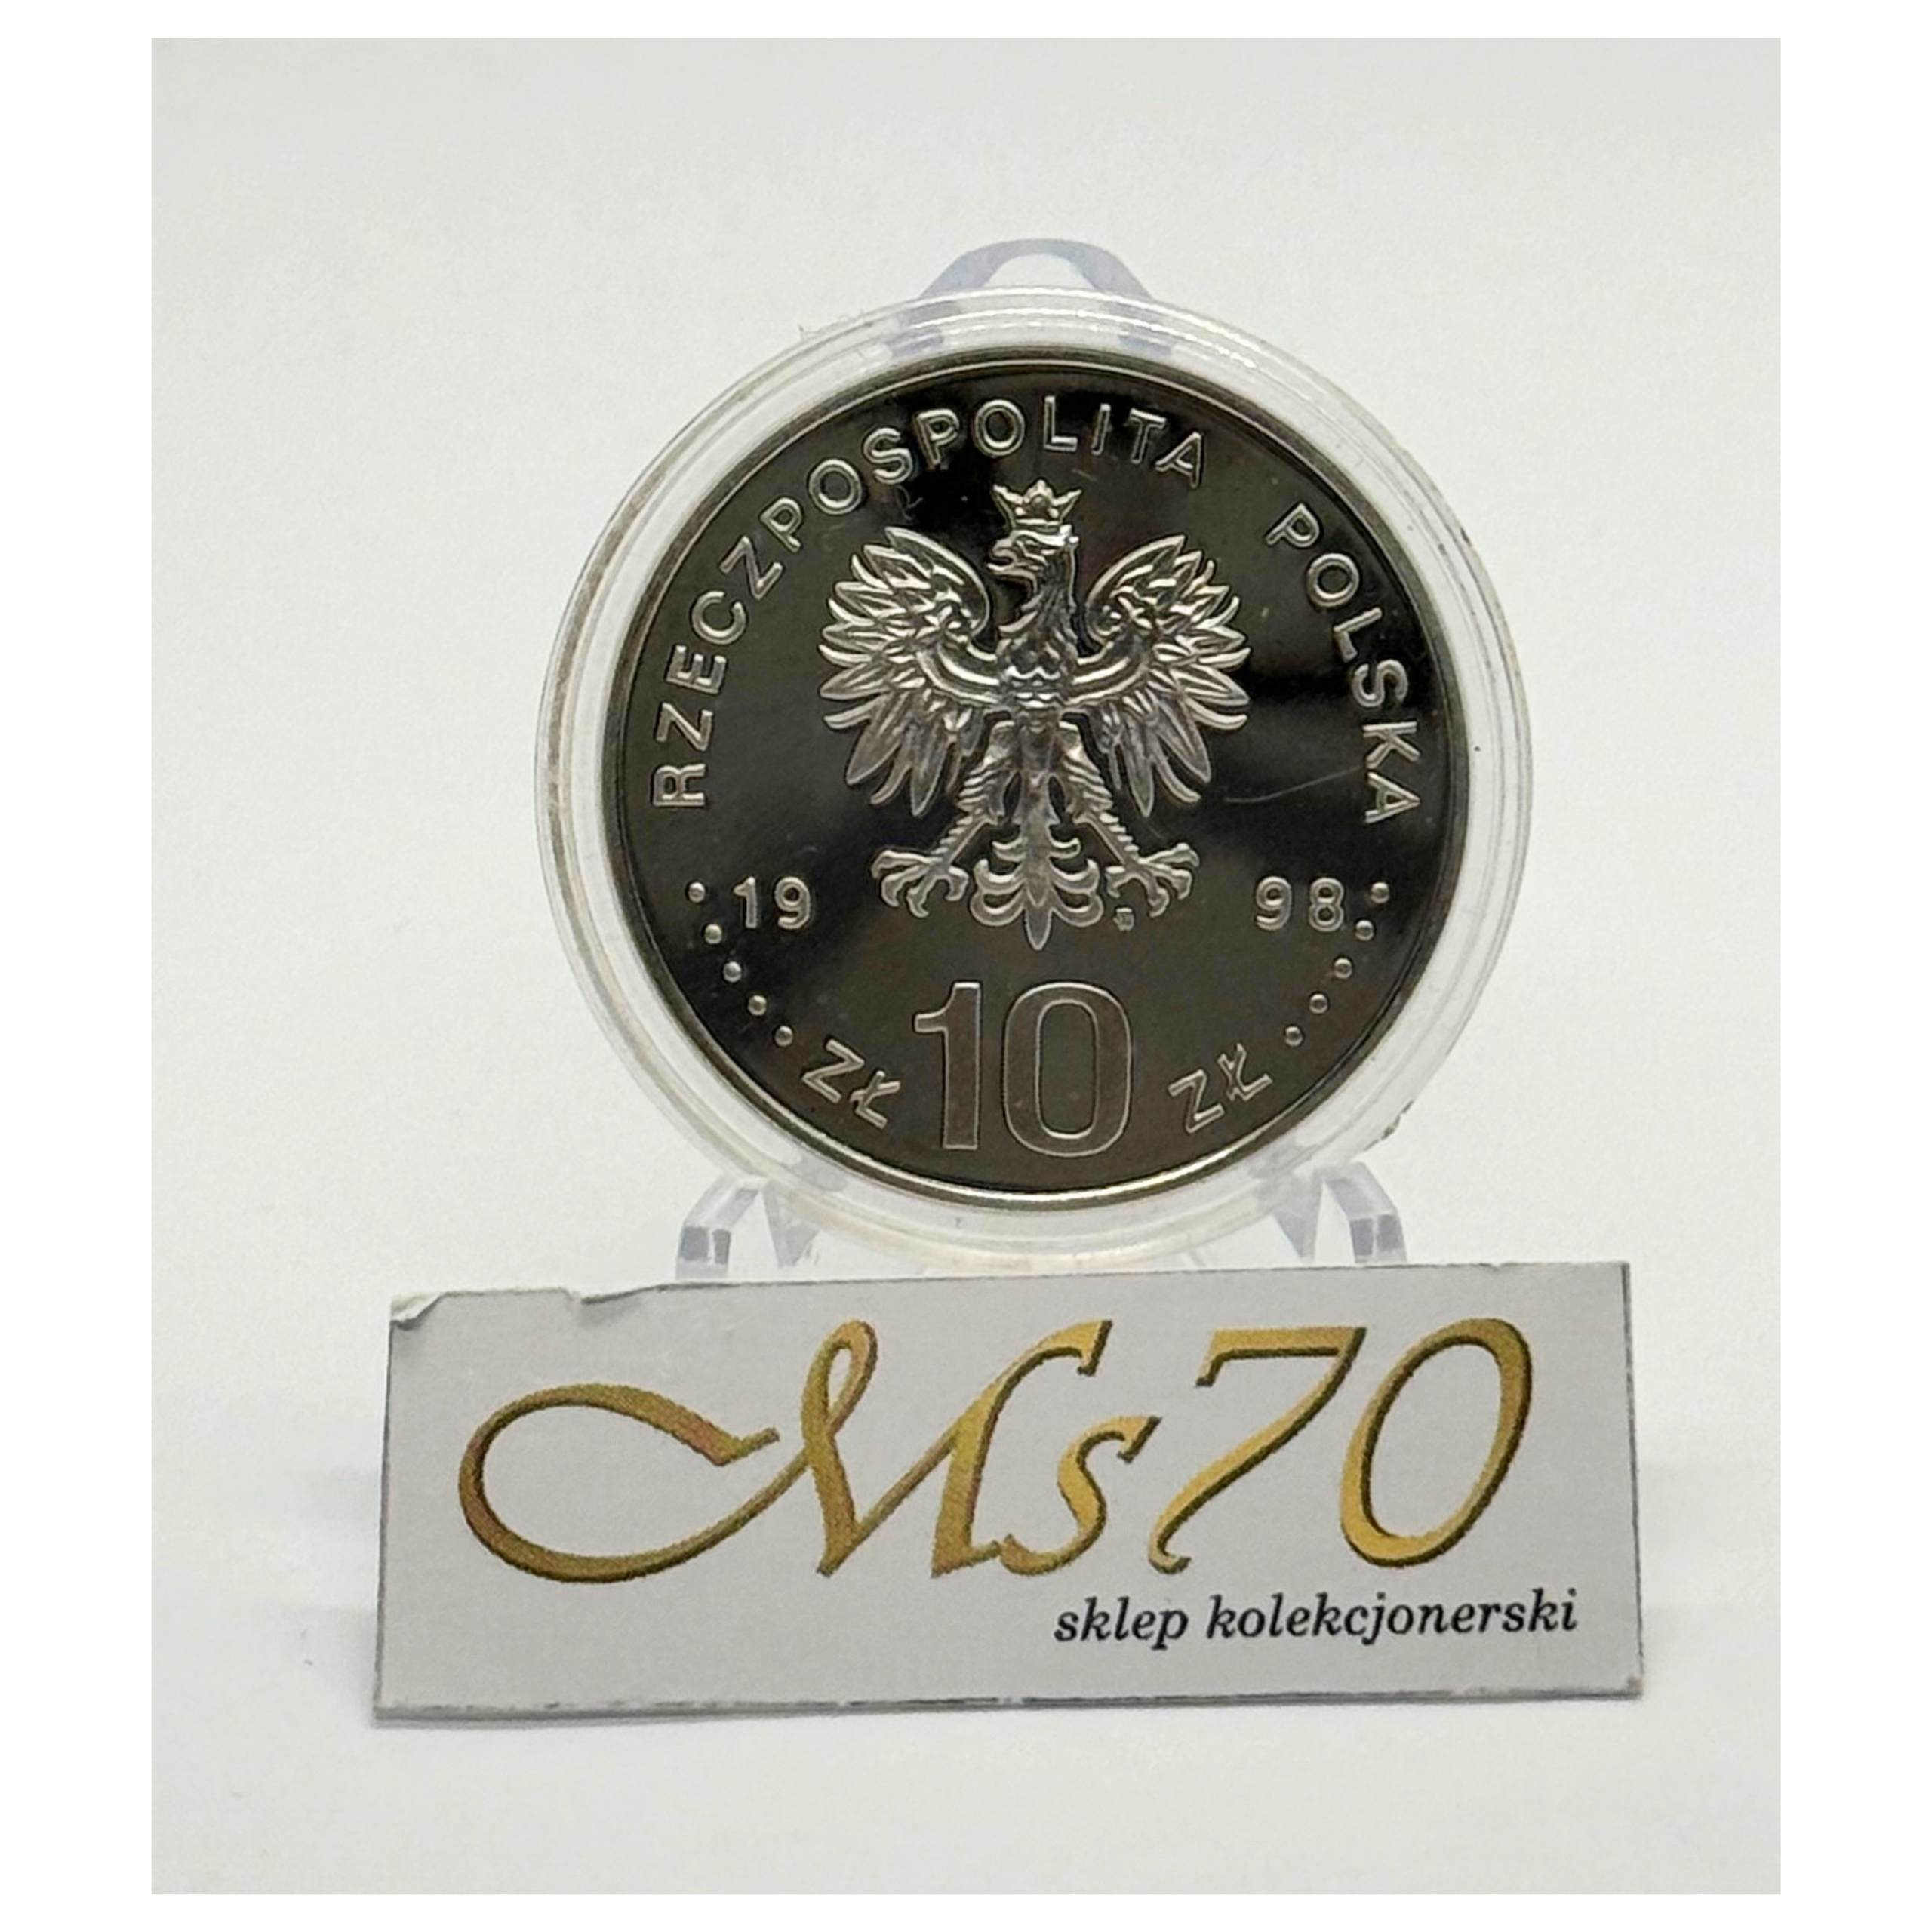 RZECZPOSPOLITA POLSKA
19 98
ZŁ 10 ZŁ
Ms70
sklep kolekcjonerski